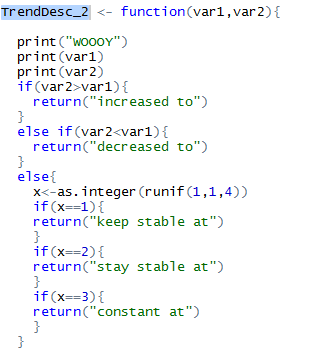 TrendDesc_2 <- function(var1,var2){
print("WOOOY")
print(var1)
print(var2)
if(var2>var1){
return("increased to")
}
else if(var2<var1){
return("decreased to")
}
else{
x<-as.integer(runif(1,1,4))
if(x==1){
return("keep stable at")
}
if(x==2){
return("stay stable at")
}
if(x==3){
return("constant at")
}
}